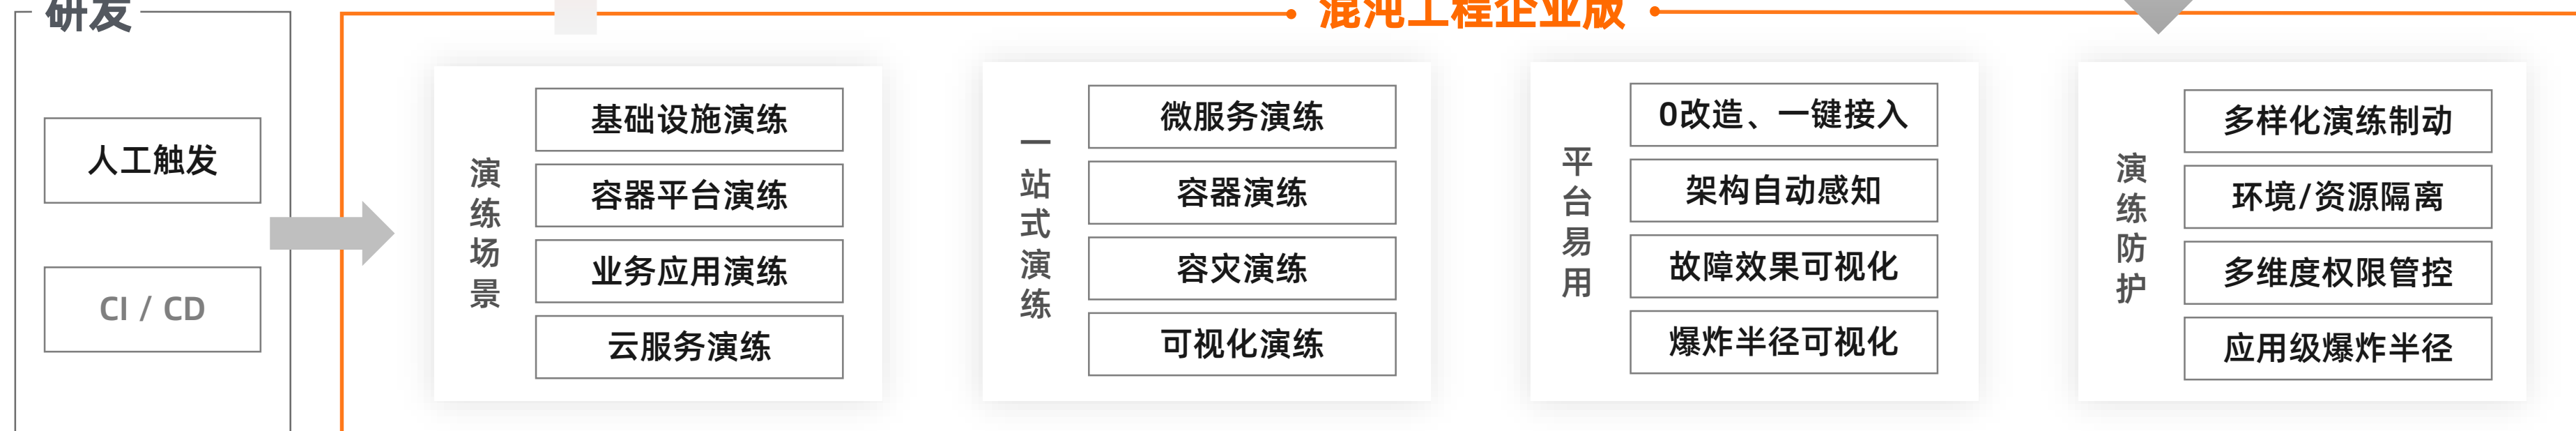 研发
人工触发
CI / CD
混沌工程企业版
演练场景
基础设施演练
容器平台演练
业务应用演练
云服务演练
一站式演练
微服务演练
容器演练
容灾演练
可视化演练
平台易用
0改造、一键接入
架构自动感知
故障效果可视化
爆炸半径可视化
演练防护
多样化演练制动
环境/资源隔离
多维度权限管控
应用级爆炸半径